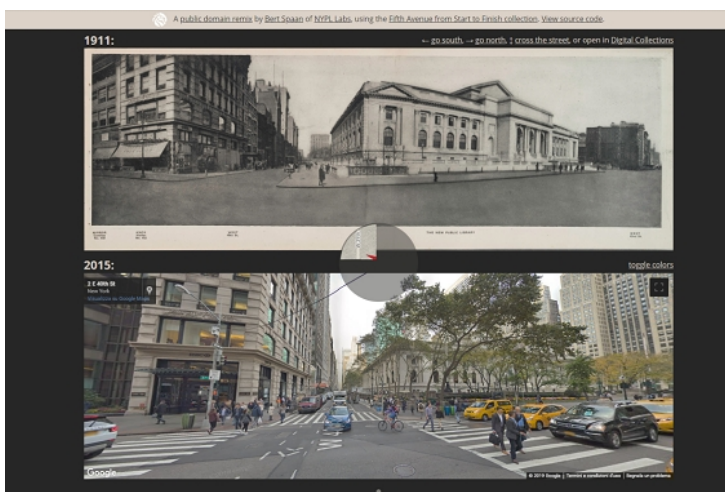 A public domain remix by Bert Spaan of NYPL Labs, using the Fifth Avenue from Start to Finish collection. View source code.
1911:
← go south, → go north, ↕ cross the street, or open in Digital Collections
THE NEW PUBLIC LIBRARY
2015:
toggle colors
2 E 40th St
New York
Visualizza su Google Maps
Google
© 2019 Google
Termini e condizioni d'uso
Segnala un problema